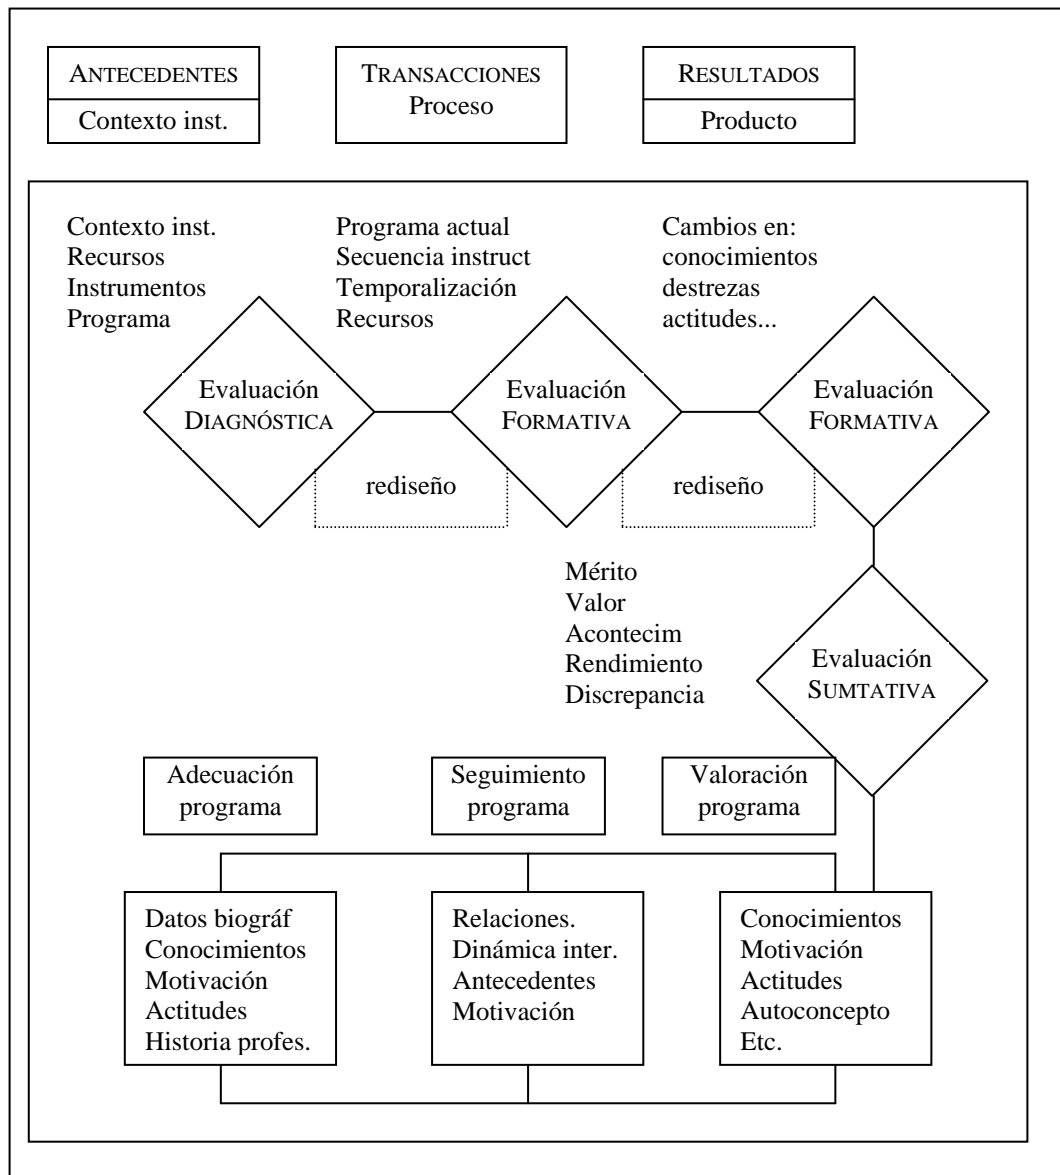 ANTECEDENTES
Contexto inst.
TRANSACCIONES
Proceso
RESULTADOS
Producto
Contexto inst.
Recursos
Instrumentos
Programa
Programa actual
Secuencia instruct
Temporalización
Recursos
Cambios en:
conocimientos
destrezas
actitudes...
Evaluación
DIAGNÓSTICA
Evaluación
FORMATIVA
Evaluación
FORMATIVA
rediseño
rediseño
Mérito
Valor
Acontecim
Rendimiento
Discrepancia
Evaluación
SUMTATIVA
Adecuación
programa
Seguimiento
programa
Valoración
programa
Datos biográf
Conocimientos
Motivación
Actitudes
Historia profes.
Relaciones.
Dinámica inter.
Antecedentes
Motivación
Conocimientos
Motivación
Actitudes
Autoconcepto
Etc.